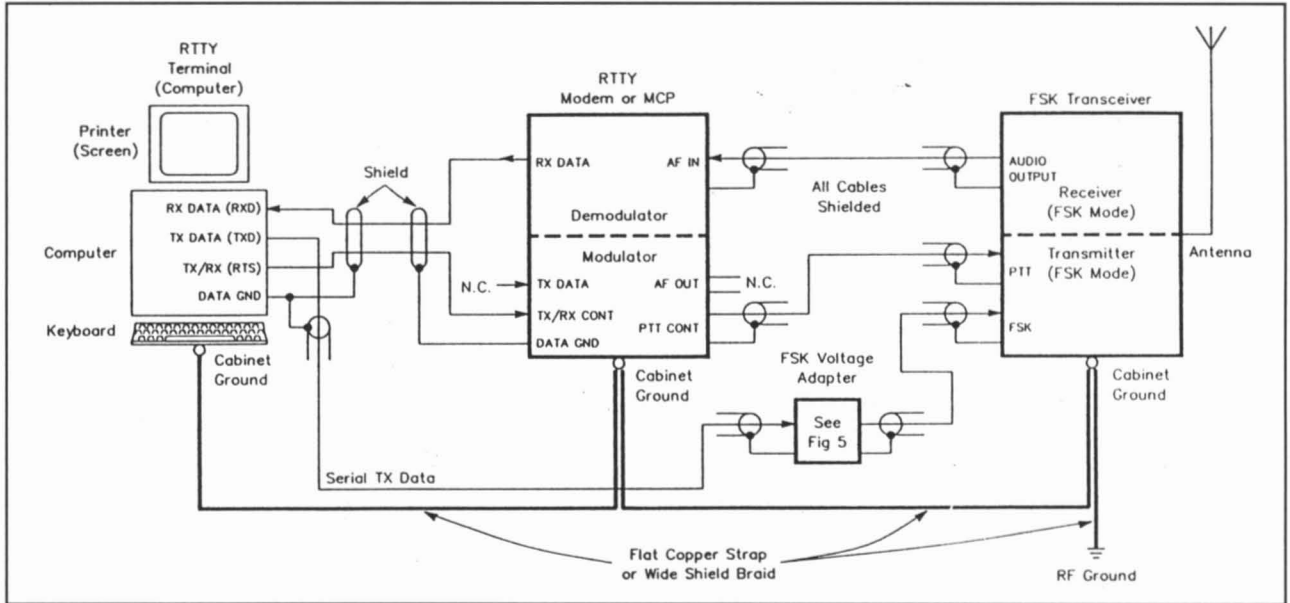 RTTY
Terminal
(Computer)
Printer
(Screen)
RX DATA (RXD)
TX DATA (TXD)
TX/RX (RTS)
DATA GND
Computer
Keyboard
Cabinet
Ground
Shield
RTTY
Modem or MCP
RX DATA
AF IN
Demodulator
Modulator
N.C.
TX DATA
AF OUT
N.C.
TX/RX CONT
PTT CONT
DATA GND
Cabinet
Ground
All Cables
Shielded
FSK Transceiver
AUDIO
OUTPUT
Receiver
(FSK Mode)
Transmitter
(FSK Mode)
PTT
FSK
Antenna
Cabinet
Ground
FSK Voltage
Adapter
See
Fig 5
Serial TX Data
Flat Copper Strap
or Wide Shield Braid
RF Ground